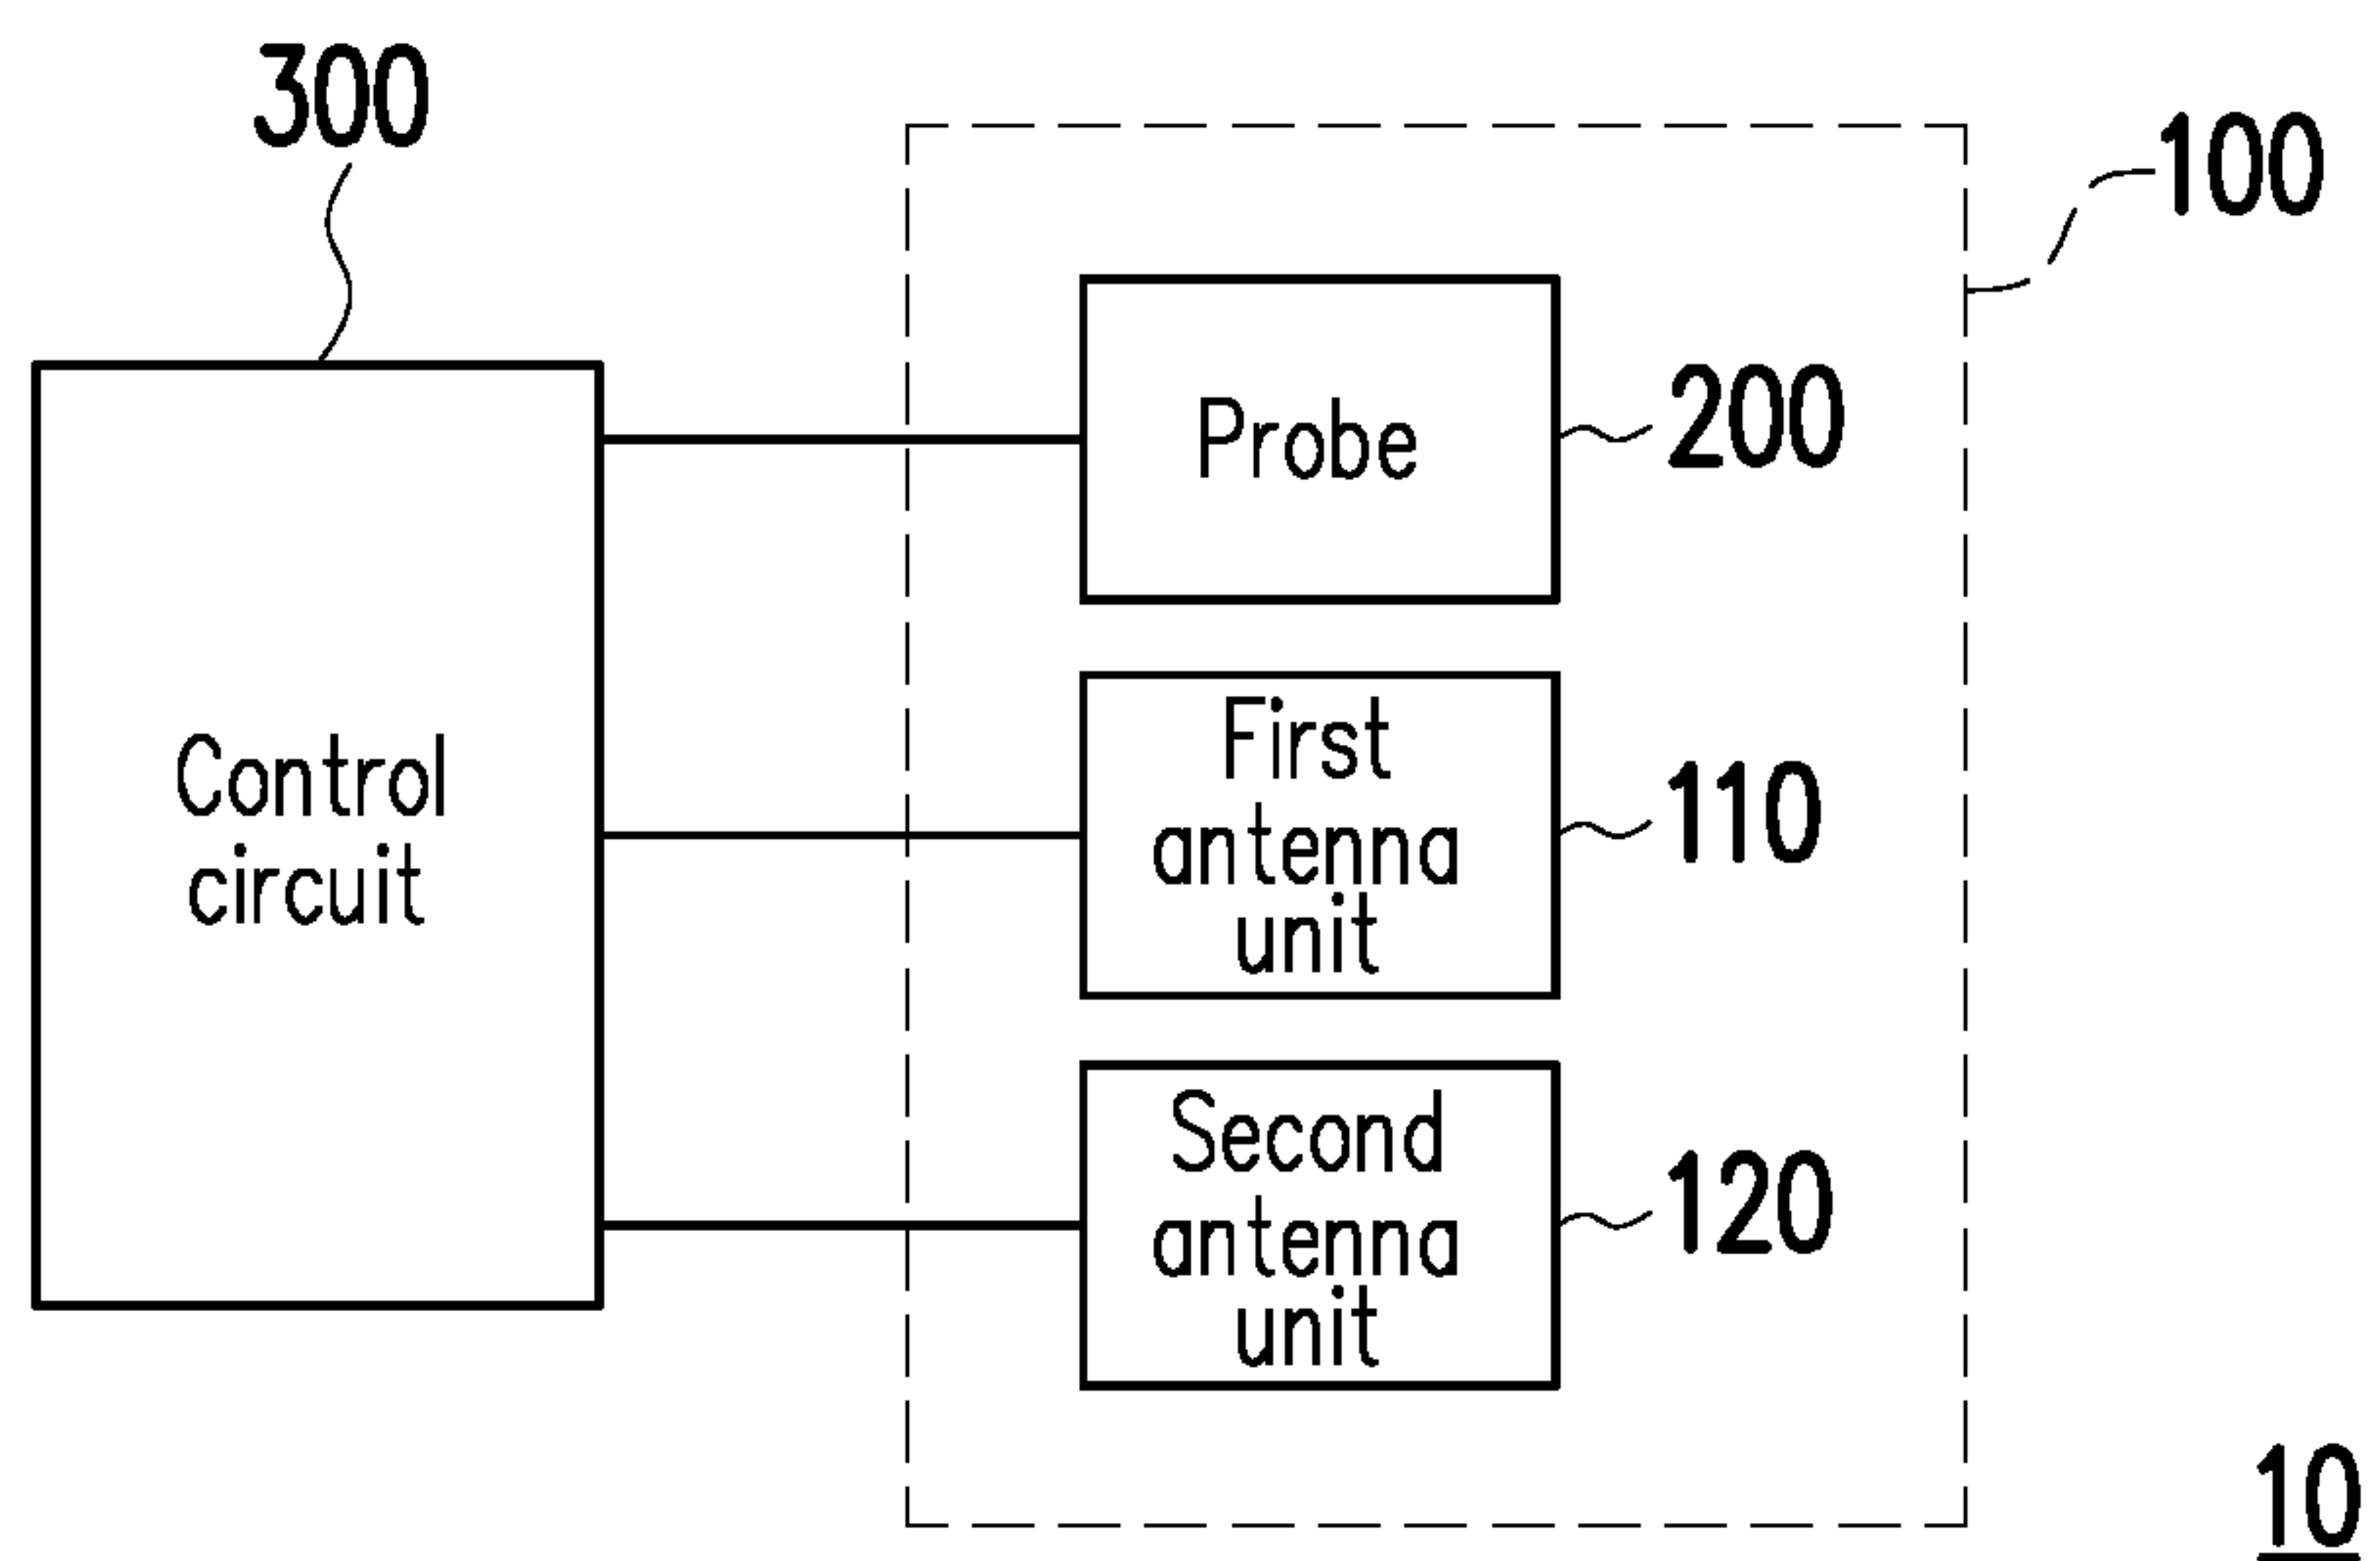 300
100
Probe
200
Control
circuit
First
antenna
unit
110
Second
antenna
unit
120
10